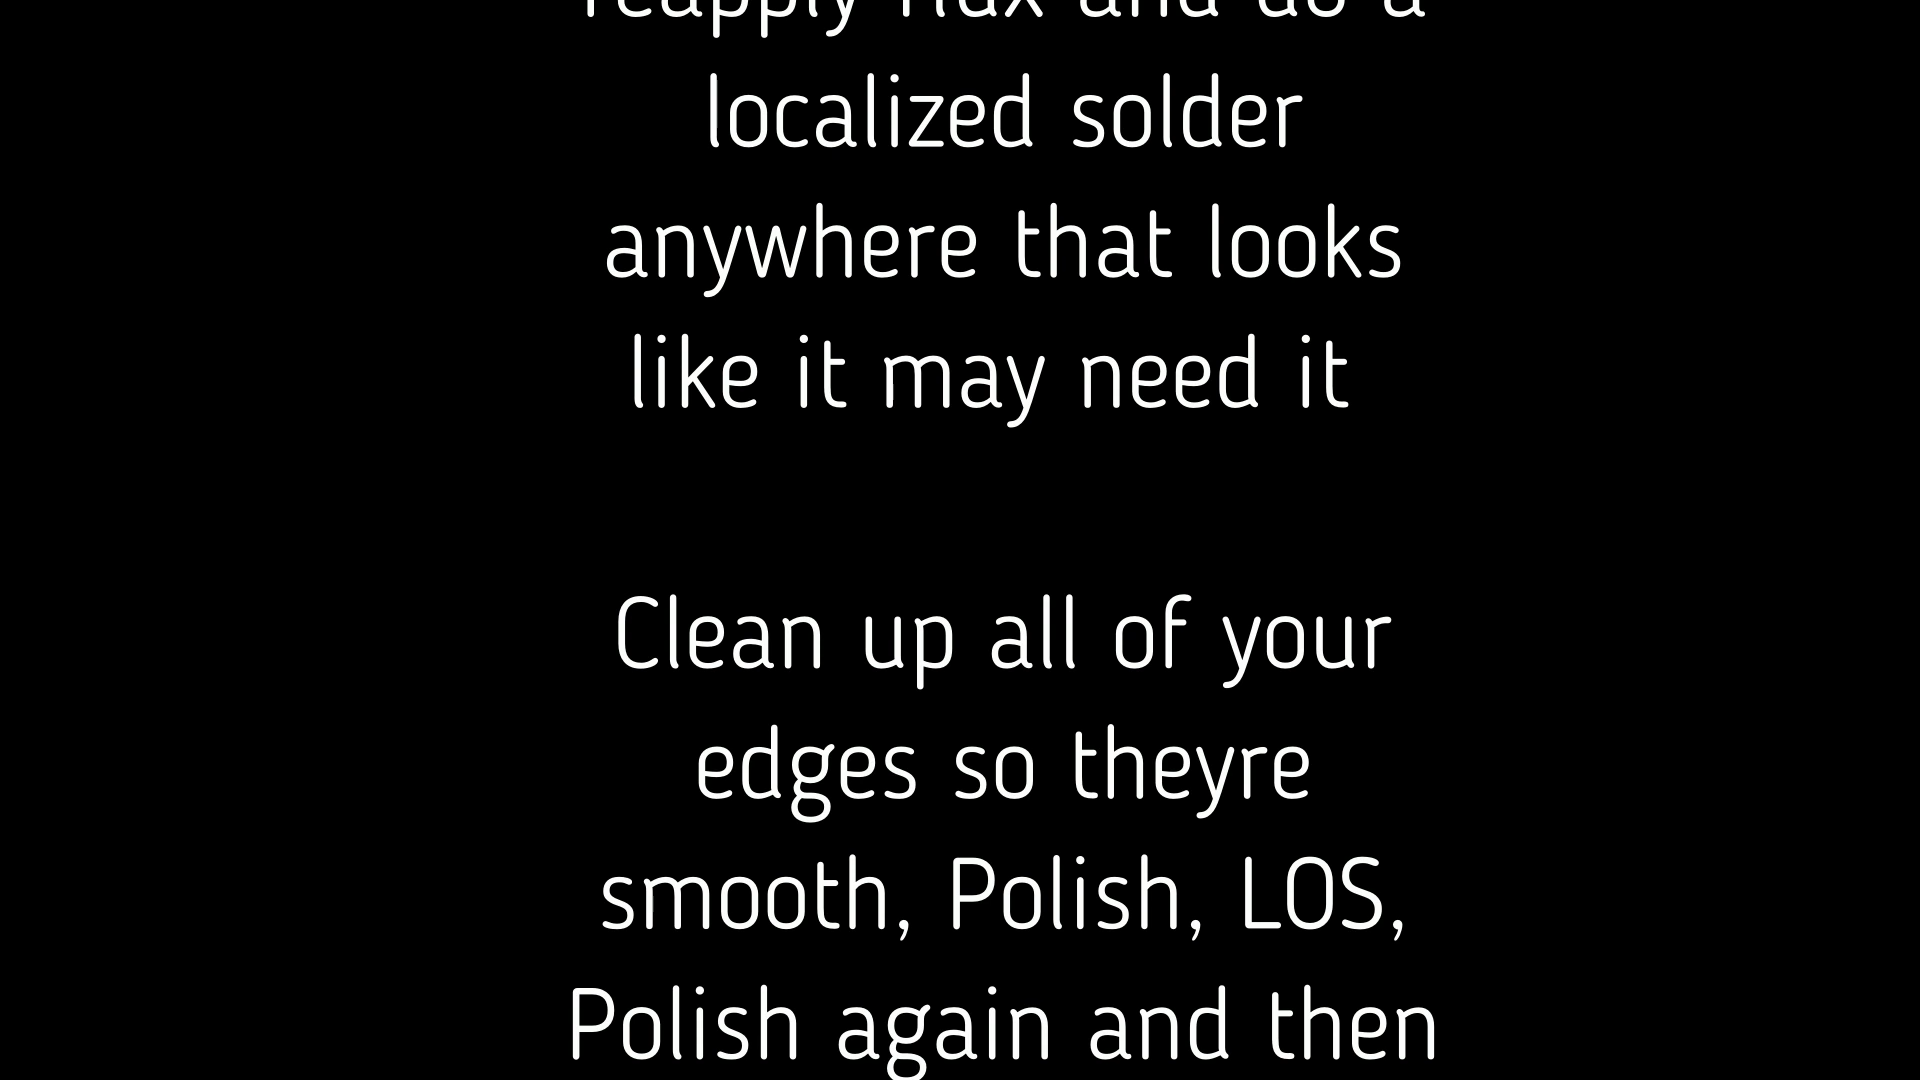 reapply flux and do a
localized solder
anywhere that looks
like it may need it
Clean up all of your
edges so theyre
smooth, Polish, LOS,
Polish again and then